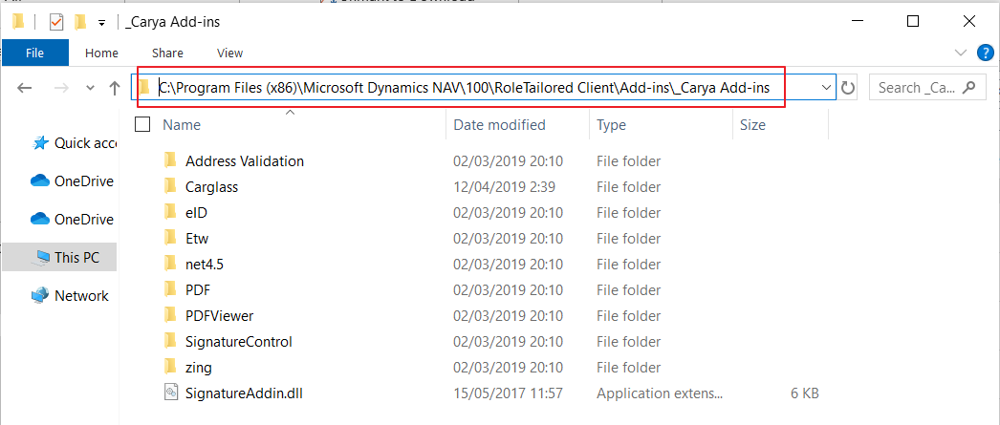 _Carya Add-ins
File Home Share View
C:\Program Files (x86)\Microsoft Dynamics NAV\100\RoleTailored Client\Add-ins\_Carya Add-ins
Search _Ca...
Name Date modified Type Size
Quick acce
OneDrive
OneDrive
This PC
Network
Address Validation 02/03/2019 20:10 File folder
Carglass 12/04/2019 2:39 File folder
eID 02/03/2019 20:10 File folder
Etw 02/03/2019 20:10 File folder
net4.5 02/03/2019 20:10 File folder
PDF 02/03/2019 20:10 File folder
PDFViewer 02/03/2019 20:10 File folder
SignatureControl 02/03/2019 20:10 File folder
zing 02/03/2019 20:10 File folder
SignatureAddin.dll 15/05/2017 11:57 Application extens... 6 KB